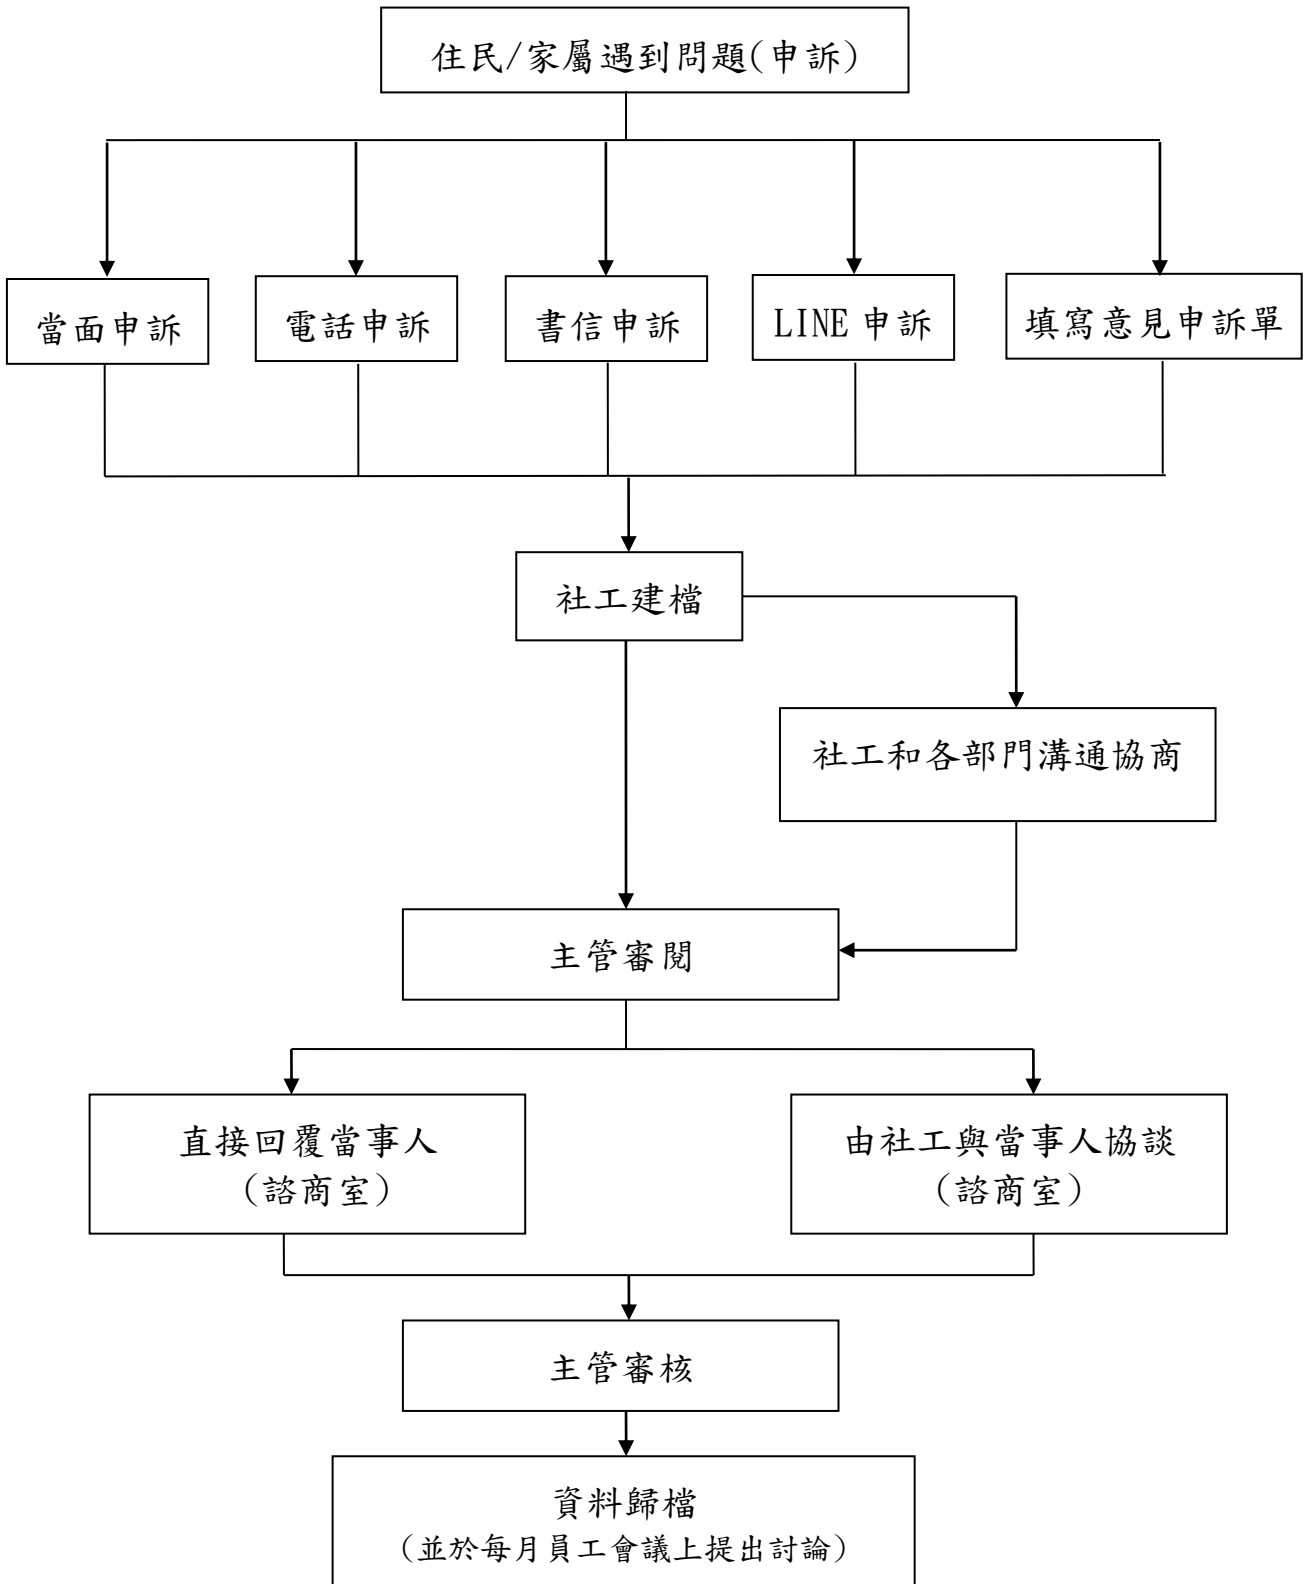 住民/家屬遇到問題(申訴)
當面申訴
電話申訴
書信申訴
LINE 申訴
填寫意見申訴單
社工建檔
社工和各部門溝通協商
主管審閱
直接回覆當事人
(諮商室)
由社工與當事人協談
(諮商室)
主管審核
資料歸檔
(並於每月員工會議上提出討論)